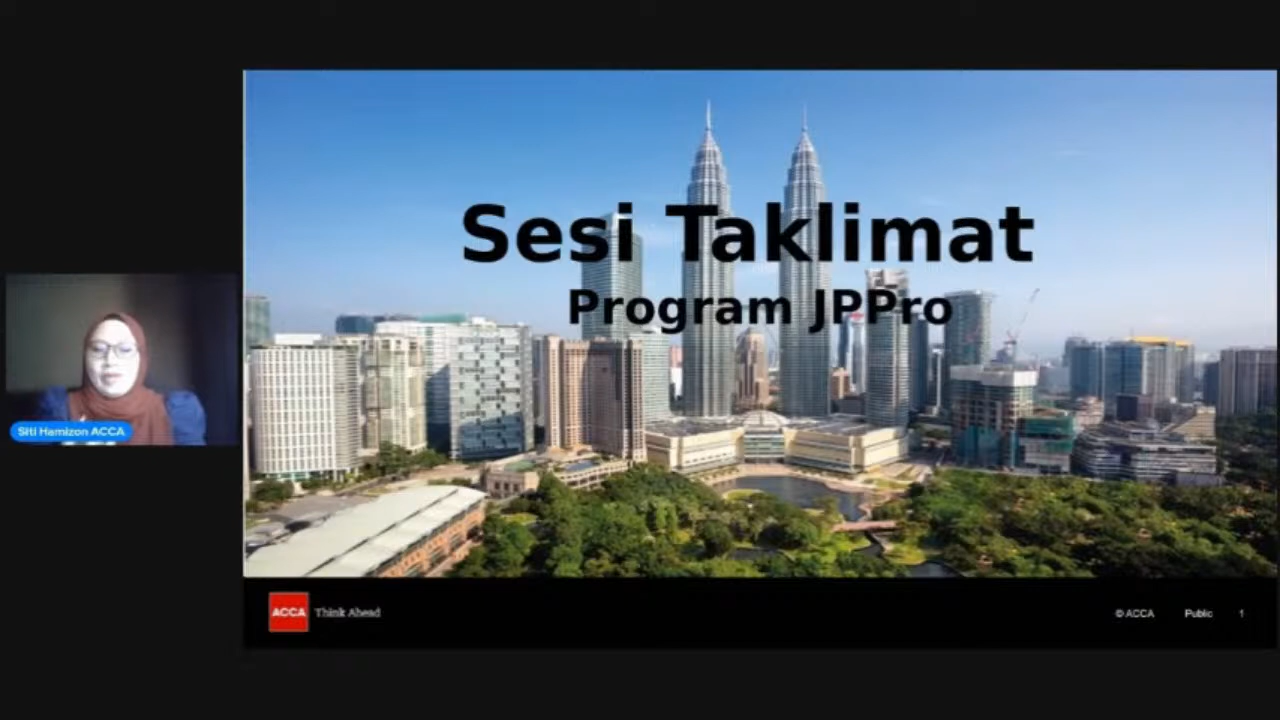 Sesi Taklimat
Program JPPro
Siti Hamizon ACCA
ACCA Think Ahead
© ACCA Public 1